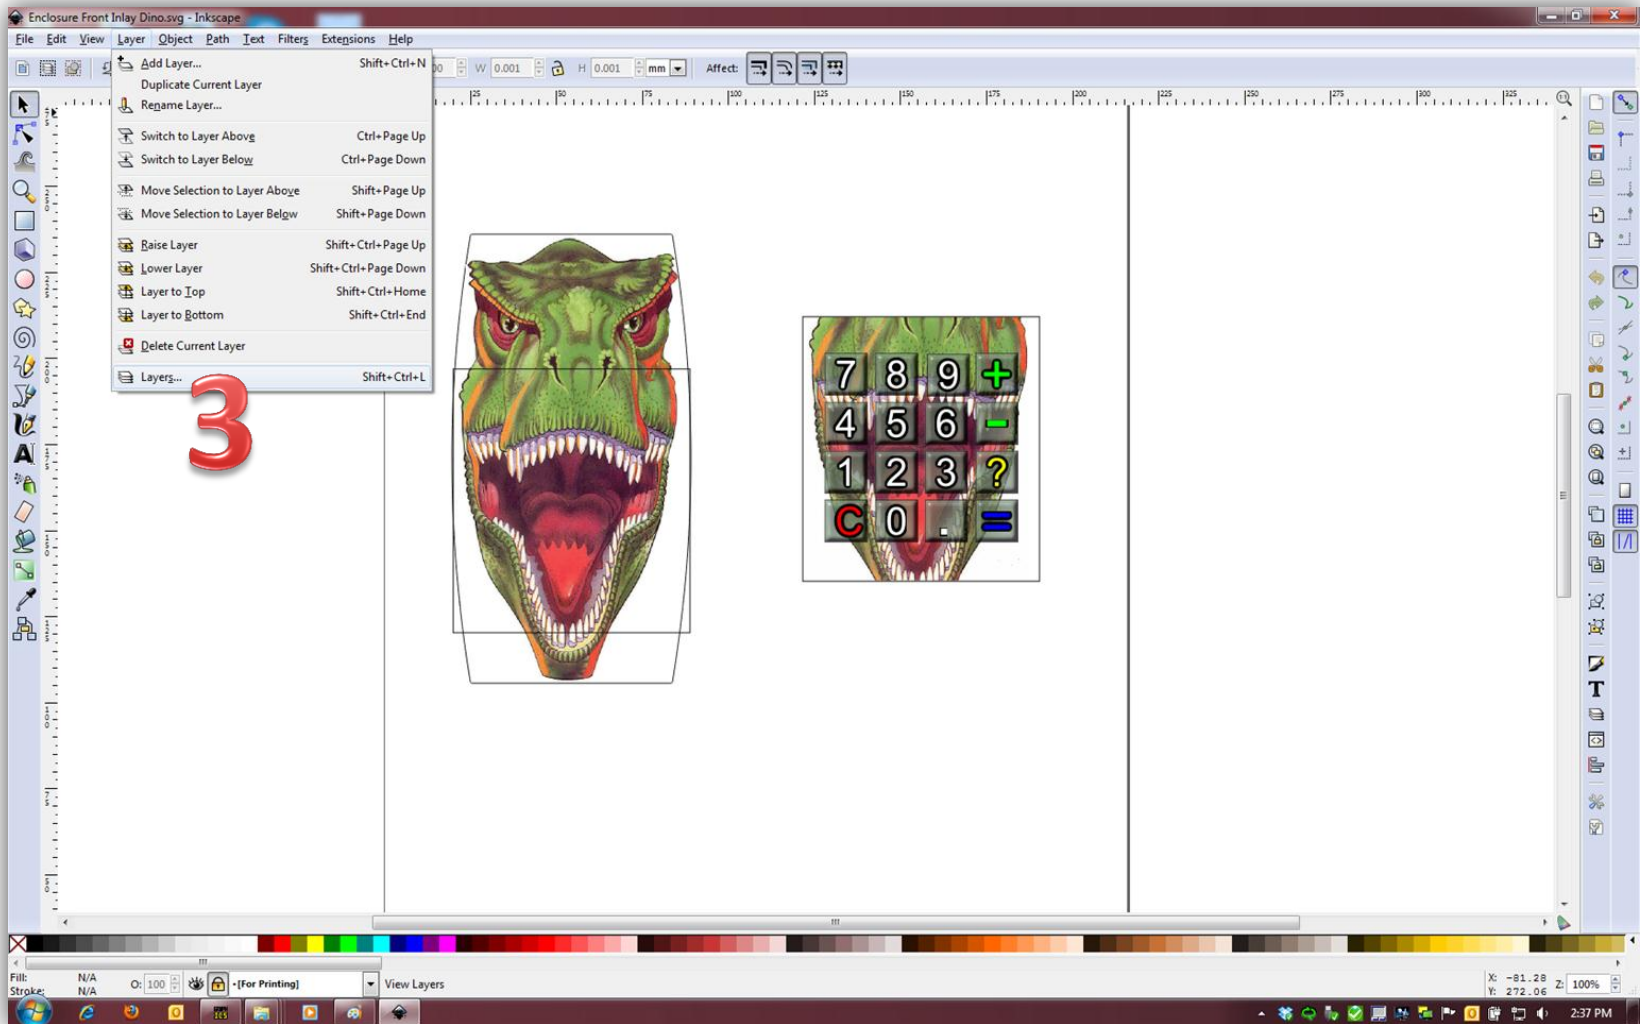 Enclosure Front Inlay Dino.svg - Inkscape
File Edit View Layer Object Path Text Filters Extensions Help
W 0.001 H 0.001 mm Affect:
Add Layer... Shift+Ctrl+N
Duplicate Current Layer
Rename Layer...
Switch to Layer Above Ctrl+Page Up
Switch to Layer Below Ctrl+Page Down
Move Selection to Layer Above Shift+Page Up
Move Selection to Layer Below Shift+Page Down
Raise Layer Shift+Ctrl+Page Up
Lower Layer Shift+Ctrl+Page Down
Layer to Top Shift+Ctrl+Home
Layer to Bottom Shift+Ctrl+End
Delete Current Layer
Layers... Shift+Ctrl+L
3
7 8 9 +
4 5 6 -
1 2 3 ?
C 0 . =
Fill: N/A
Stroke: N/A
O: 100
-[For Printing]
View Layers
X: -81.28
Y: 272.06
Z: 100%
2:37 PM